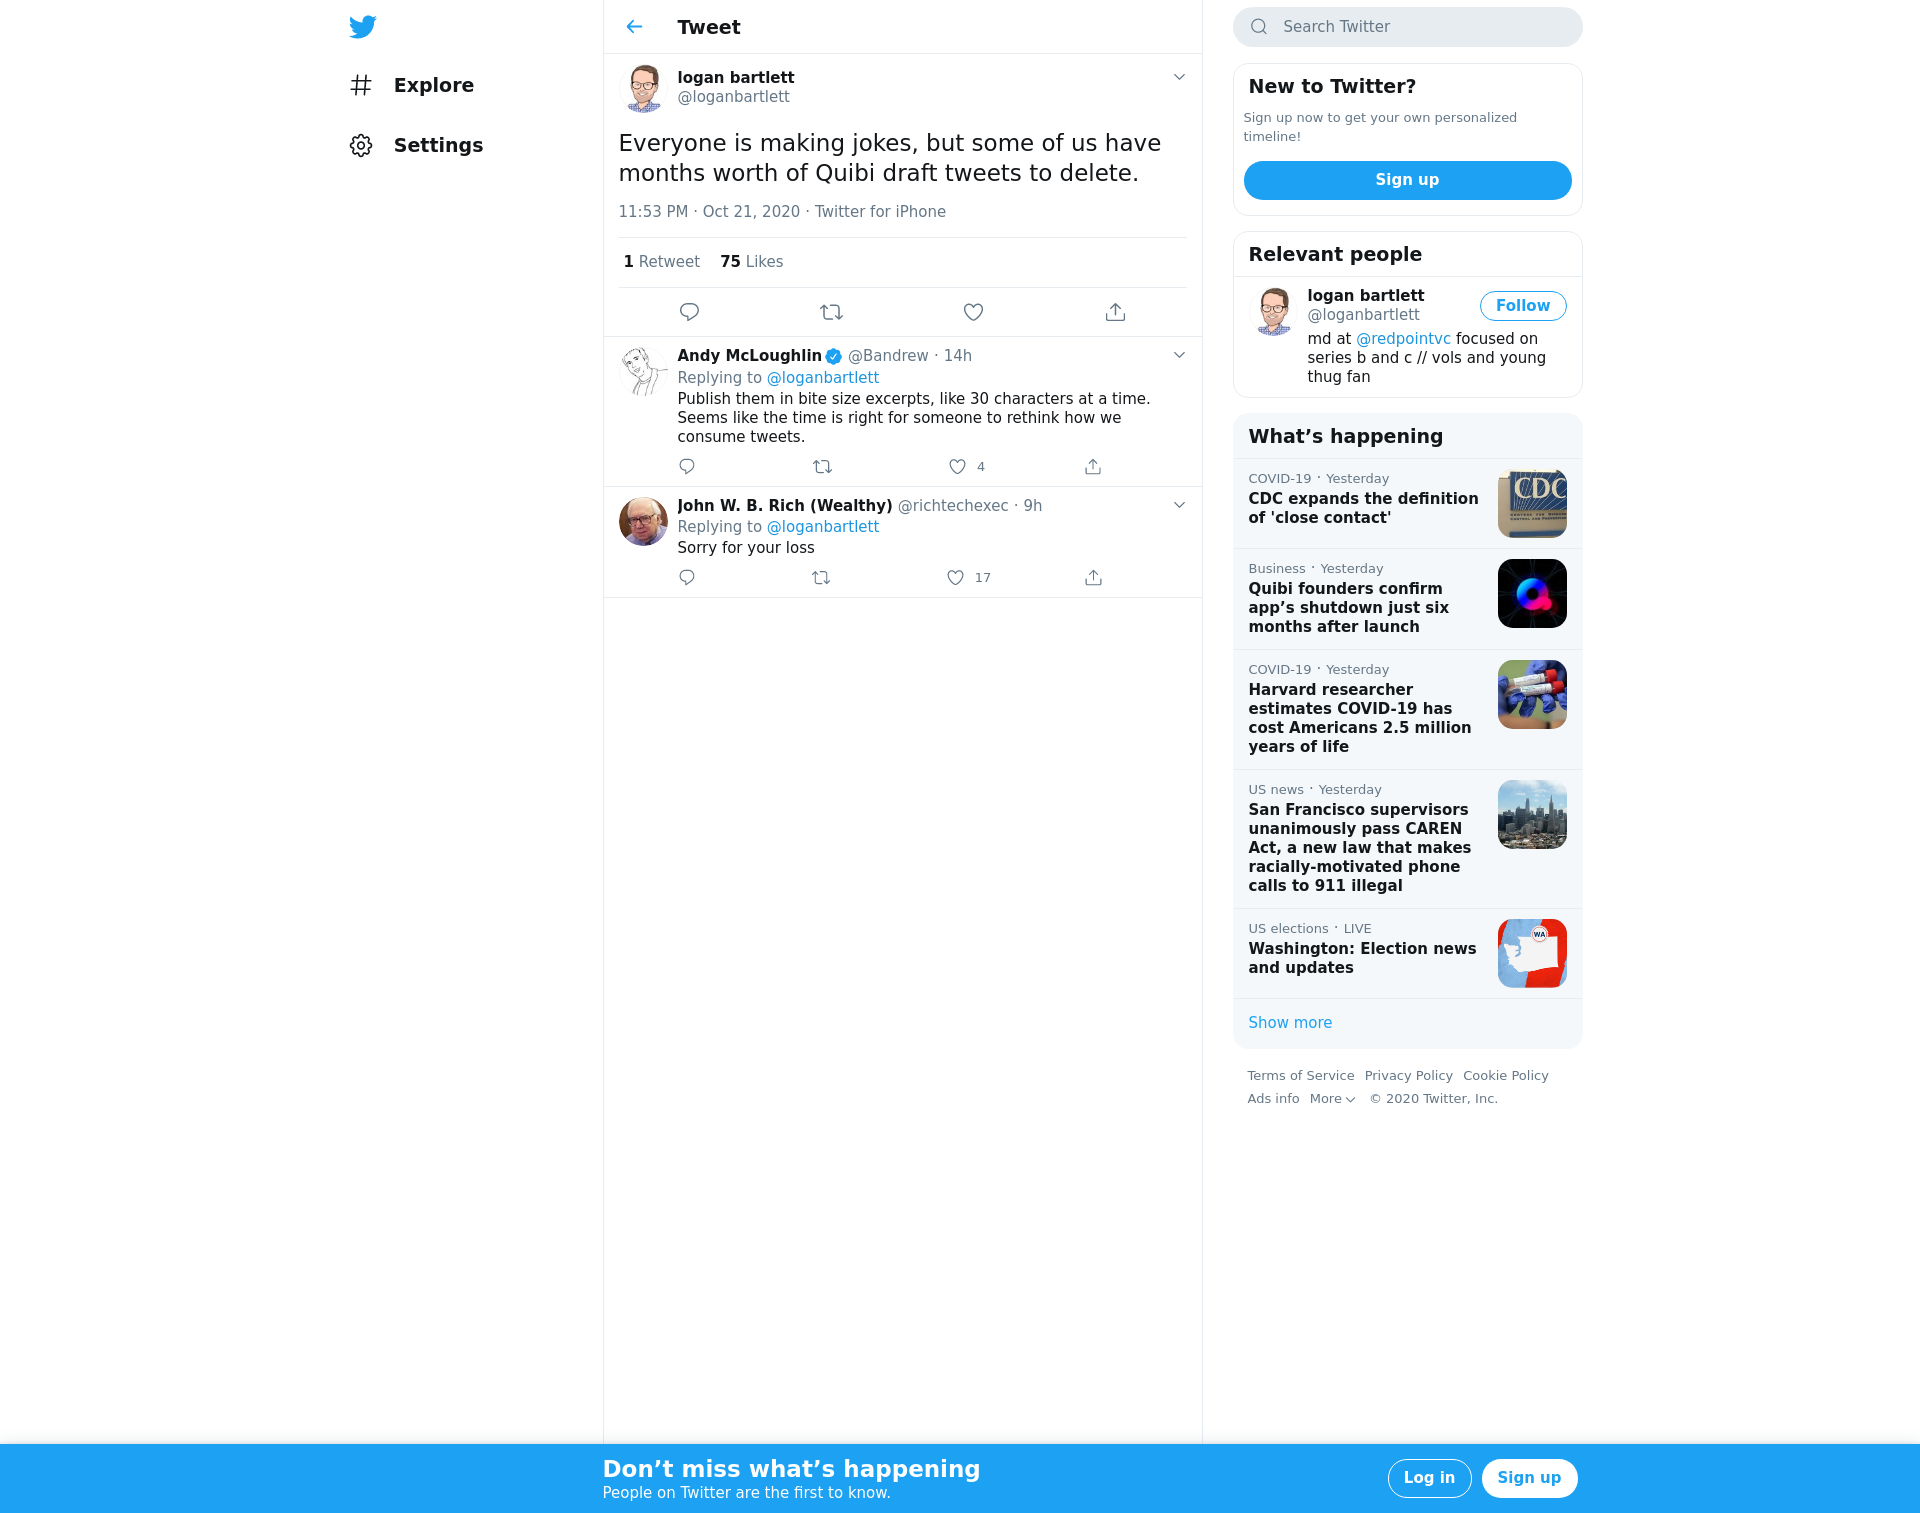 Explore
Settings
Tweet
logan bartlett
@loganbartlett
Everyone is making jokes, but some of us have
months worth of Quibi draft tweets to delete.
11:53 PM · Oct 21, 2020 · Twitter for iPhone
1 Retweet 75 Likes
Andy McLoughlin @Bandrew · 14h
Replying to @loganbartlett
Publish them in bite size excerpts, like 30 characters at a time.
Seems like the time is right for someone to rethink how we
consume tweets.
4
John W. B. Rich (Wealthy) @richtechexec · 9h
Replying to @loganbartlett
Sorry for your loss
17
Search Twitter
New to Twitter?
Sign up now to get your own personalized
timeline!
Sign up
Relevant people
logan bartlett
@loganbartlett
Follow
md at @redpointvc focused on
series b and c // vols and young
thug fan
What’s happening
COVID-19 · Yesterday
CDC expands the definition
of 'close contact'
CDC
Business · Yesterday
Quibi founders confirm
app’s shutdown just six
months after launch
COVID-19 · Yesterday
Harvard researcher
estimates COVID-19 has
cost Americans 2.5 million
years of life
US news · Yesterday
San Francisco supervisors
unanimously pass CAREN
Act, a new law that makes
racially-motivated phone
calls to 911 illegal
US elections · LIVE
Washington: Election news
and updates
WA
Show more
Terms of Service Privacy Policy Cookie Policy
Ads info More © 2020 Twitter, Inc.
Don’t miss what’s happening
People on Twitter are the first to know.
Log in
Sign up